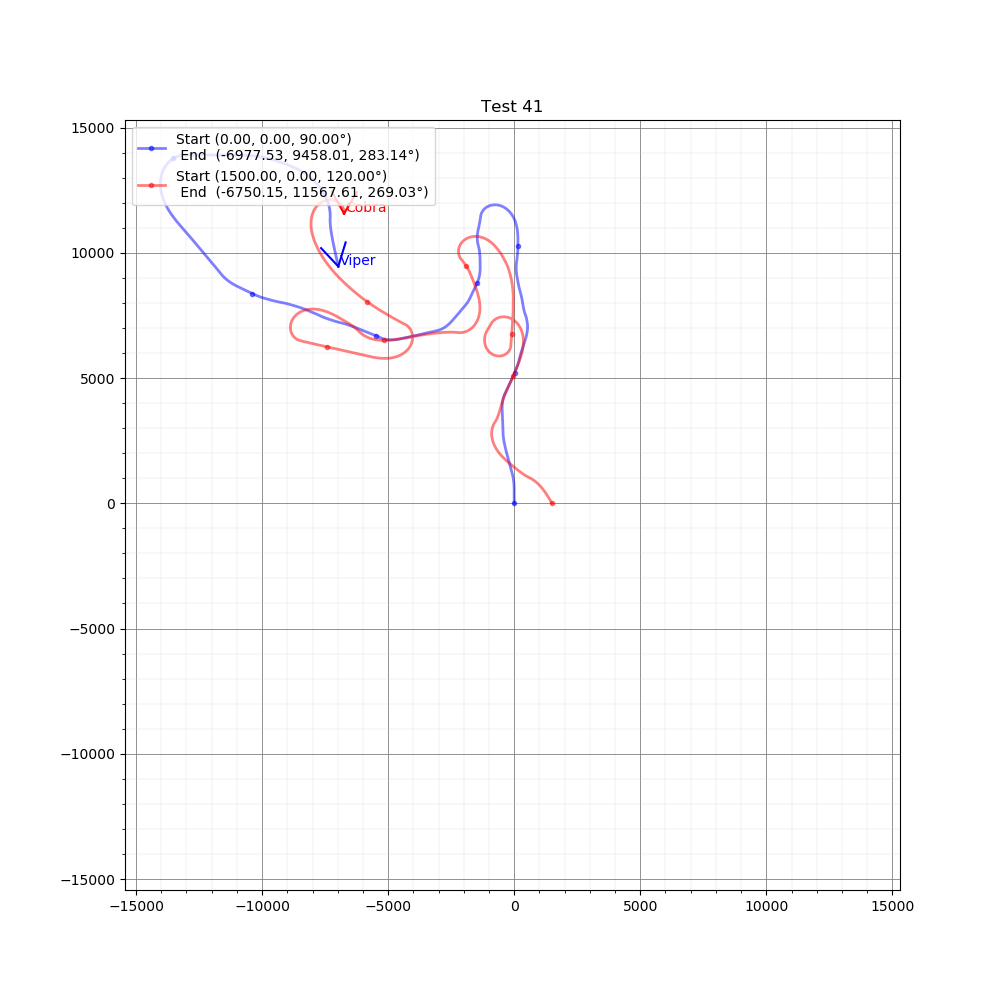 Test 41
15000
10000
5000
0
−5000
−10000
−15000
Start (0.00, 0.00, 90.00°)
End (-6977.53, 9458.01, 283.14°)
Start (1500.00, 0.00, 120.00°)
End (-6750.15, 11567.61, 269.03°)
Cobra
Viper
−15000 −10000 −5000 0 5000 10000 15000